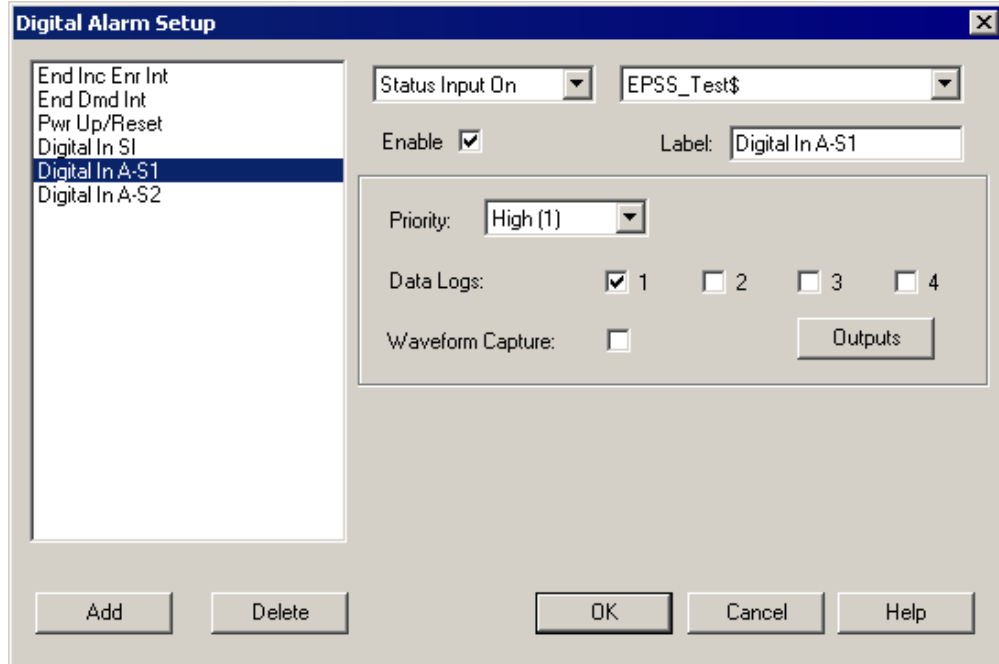 Digital Alarm Setup
End Inc Enr Int
End Dmd Int
Pwr Up/Reset
Digital In SI
Digital In A-S1
Digital In A-S2
Status Input On
EPSS_Test$
Enable
Label: Digital In A-S1
Priority: High (1)
Data Logs: 1 2 3 4
Waveform Capture:
Outputs
Add Delete OK Cancel Help